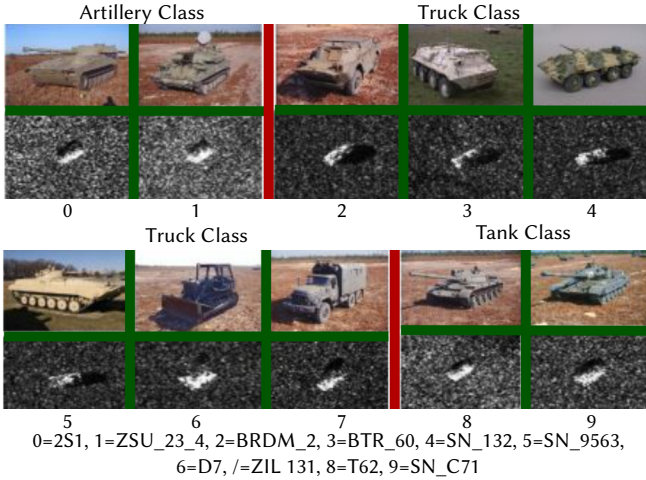 Artillery Class
Truck Class
0
1
2
3
4
Truck Class
Tank Class
5
6
7
8
9
0=2S1, 1=ZSU_23_4, 2=BRDM_2, 3=BTR_60, 4=SN_132, 5=SN_9563,
6=D7, /=ZIL 131, 8=T62, 9=SN_C71